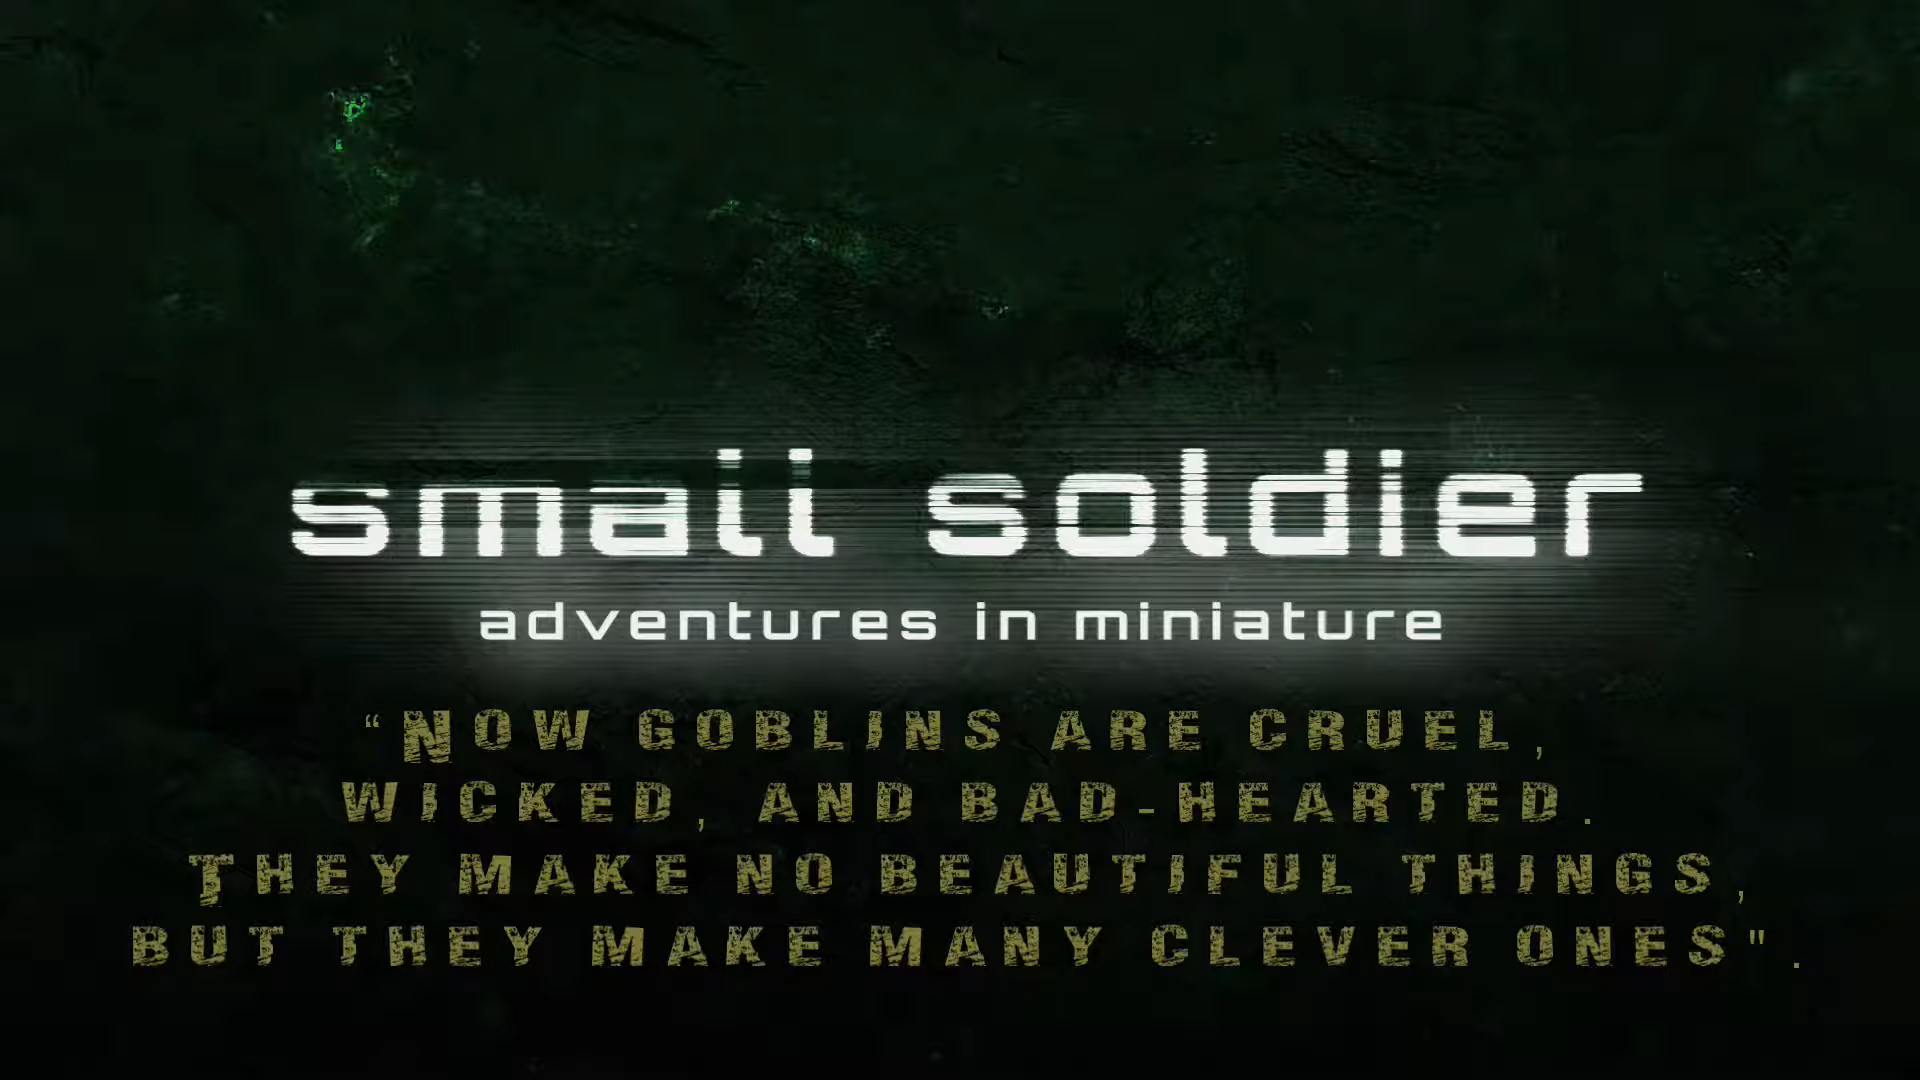 small soldier
adventures in miniature
“Now goblins are cruel,
wicked, and bad-hearted.
They make no beautiful things,
but they make many clever ones".